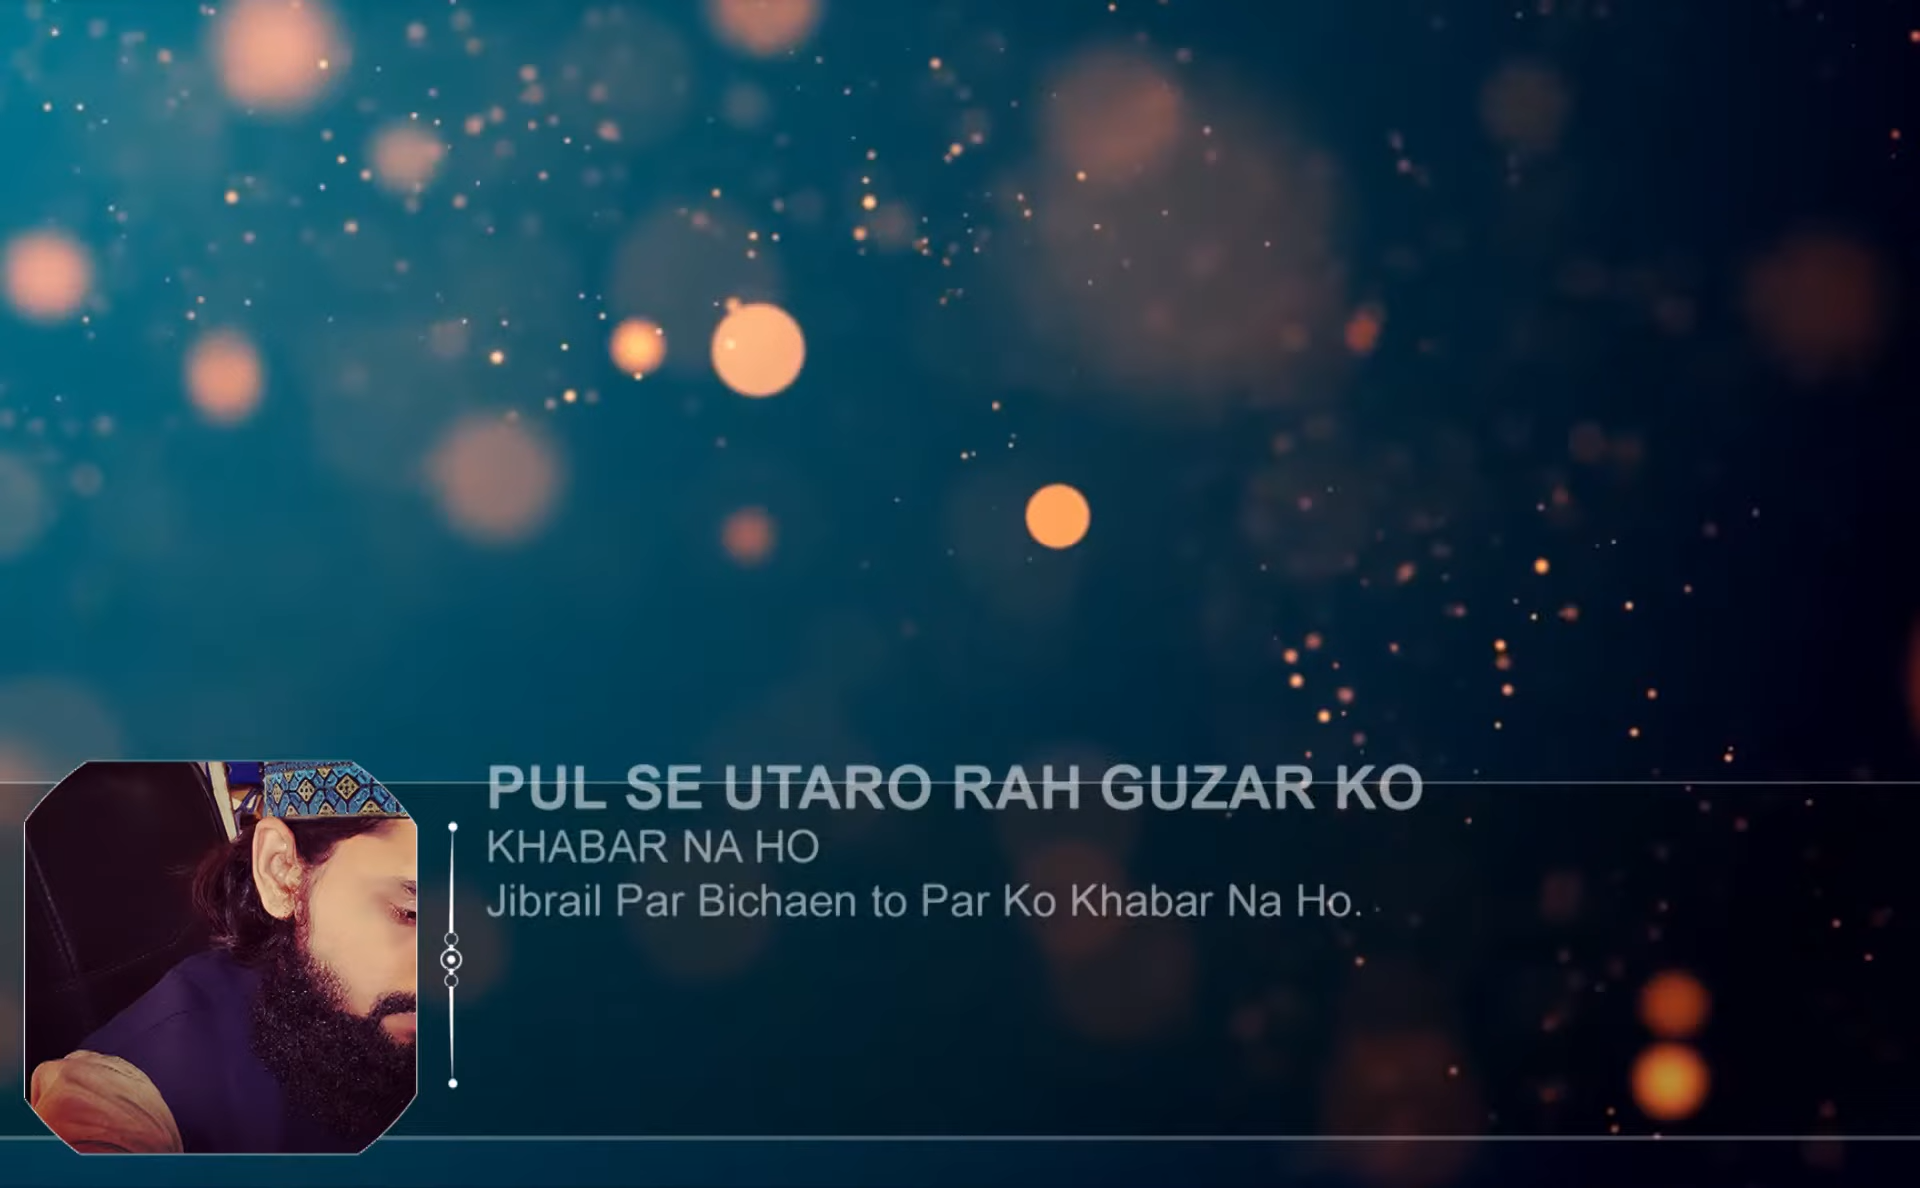 PUL SE UTARO RAH GUZAR KO
KHABAR NA HO
Jibrail Par Bichaen to Par Ko Khabar Na Ho.